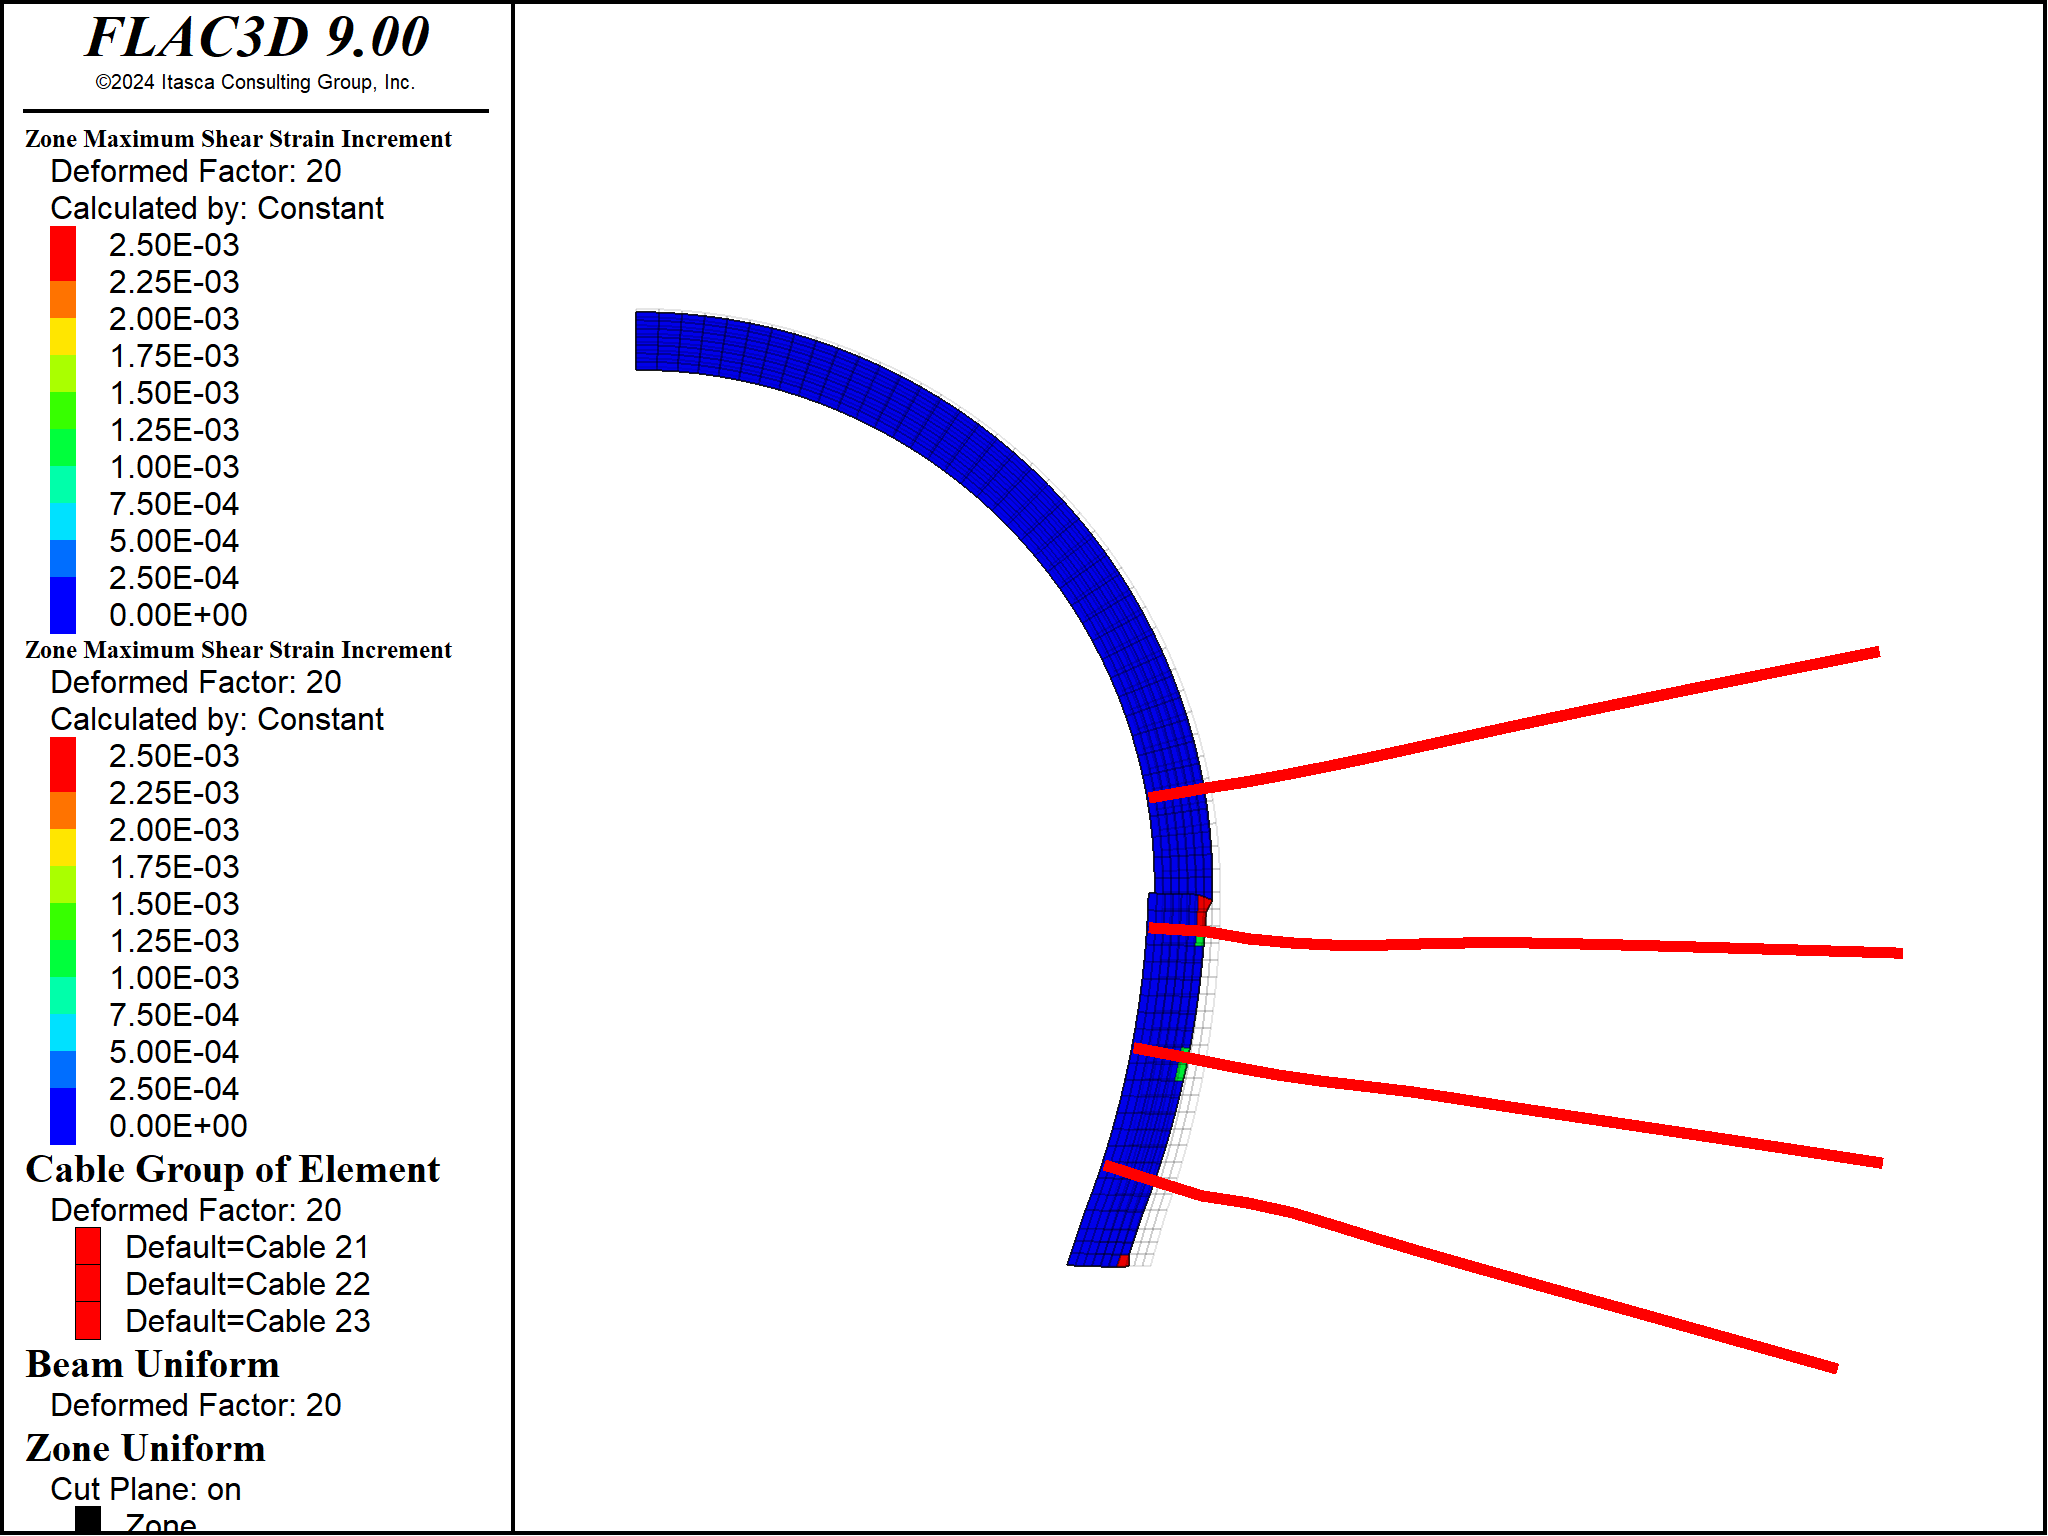 FLAC3D 9.00
©2024 Itasca Consulting Group, Inc.
Zone Maximum Shear Strain Increment
Deformed Factor: 20
Calculated by: Constant
2.50E-03
2.25E-03
2.00E-03
1.75E-03
1.50E-03
1.25E-03
1.00E-03
7.50E-04
5.00E-04
2.50E-04
0.00E+00
Zone Maximum Shear Strain Increment
Deformed Factor: 20
Calculated by: Constant
2.50E-03
2.25E-03
2.00E-03
1.75E-03
1.50E-03
1.25E-03
1.00E-03
7.50E-04
5.00E-04
2.50E-04
0.00E+00
Cable Group of Element
Deformed Factor: 20
Default=Cable 21
Default=Cable 22
Default=Cable 23
Beam Uniform
Deformed Factor: 20
Zone Uniform
Cut Plane: on
Zone